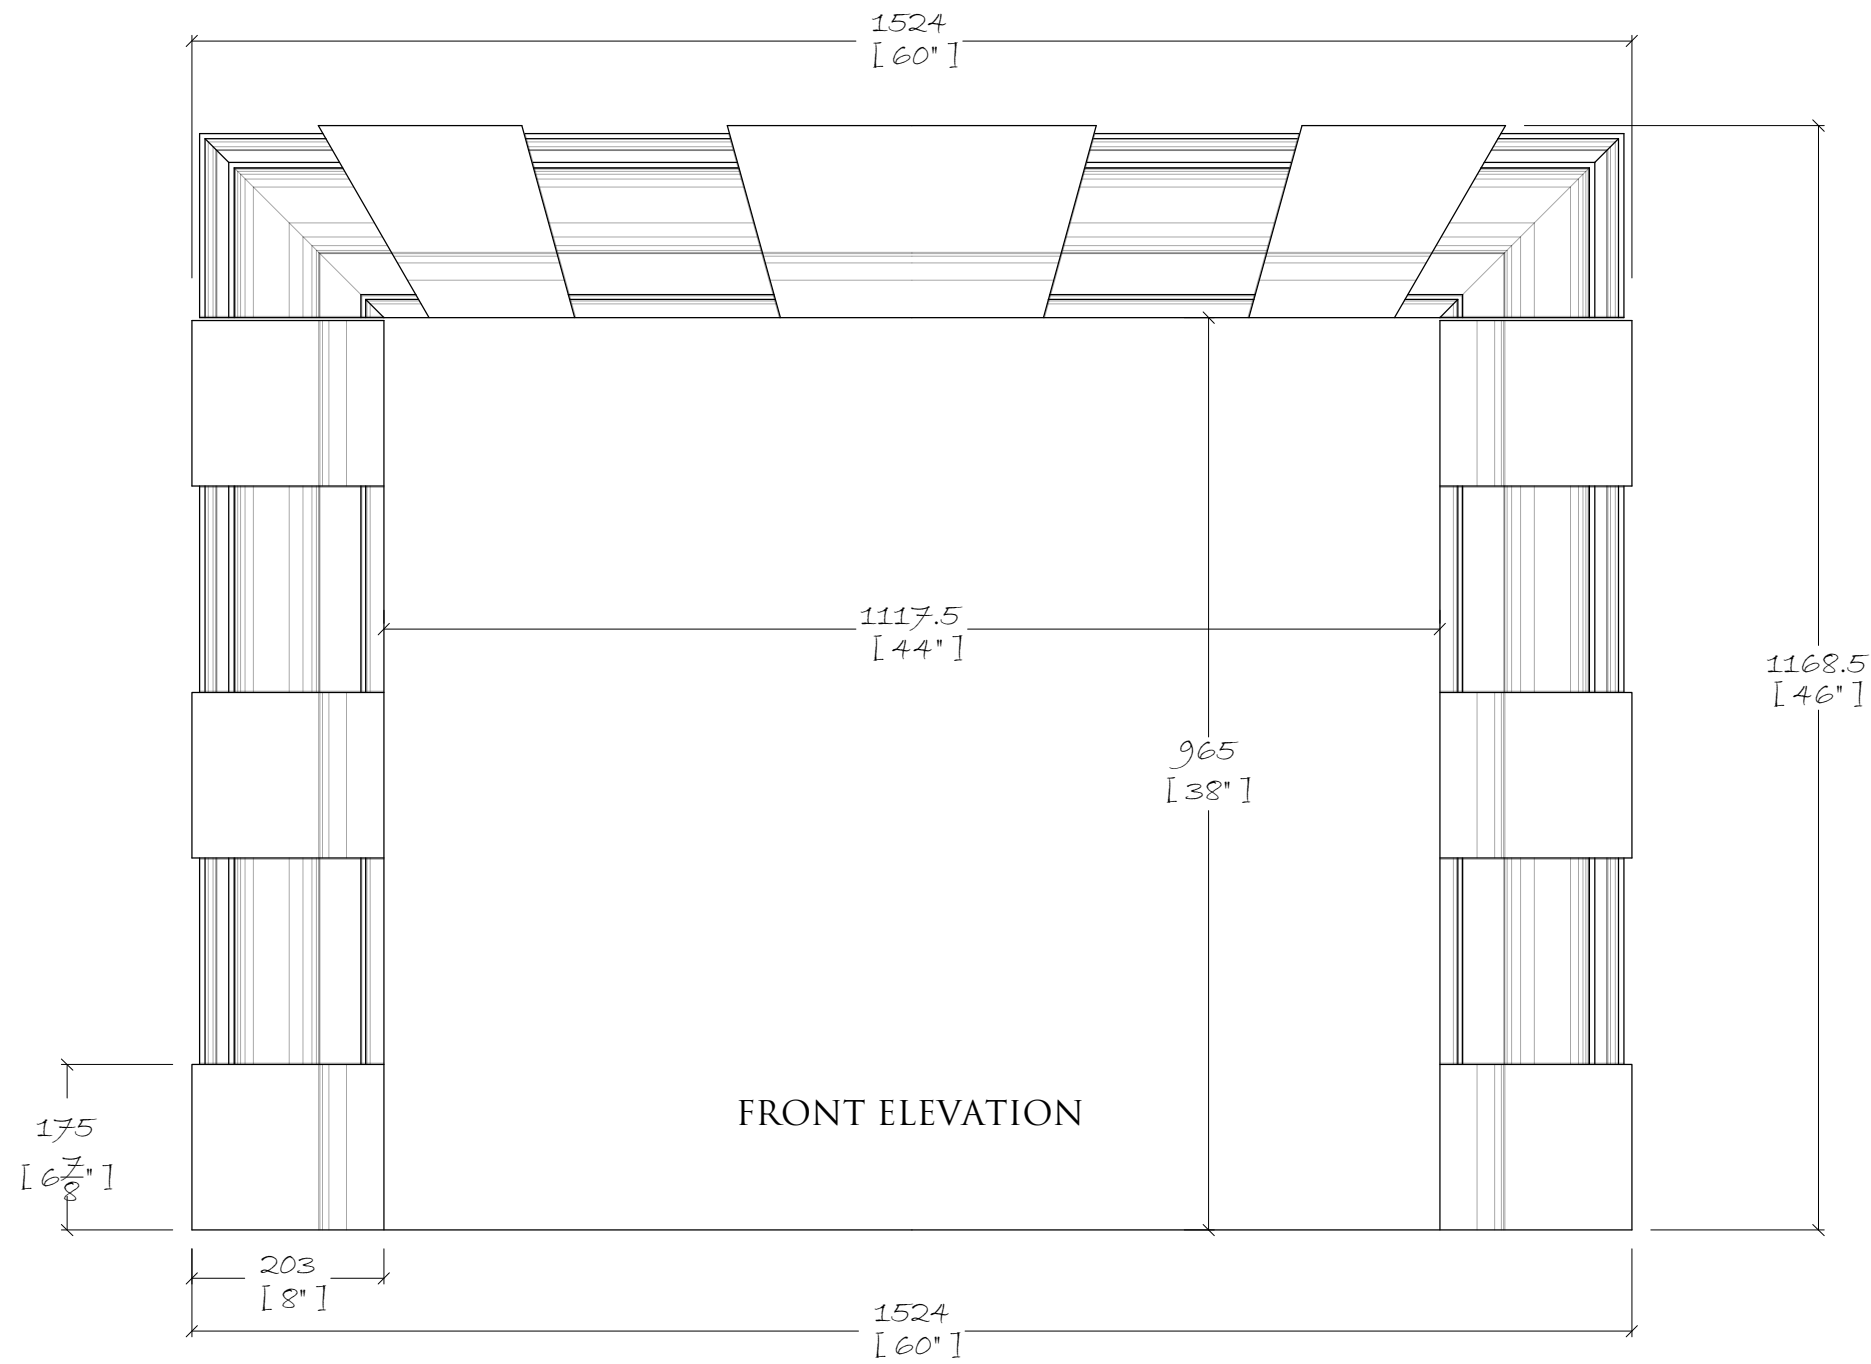 1524
[ 60" ]
1117.5
[ 44" ]
1168.5
[ 46" ]
965
[ 38" ]
FRONT ELEVATION
175
[ 6 7/8" ]
203
[ 8" ]
1524
[ 60" ]